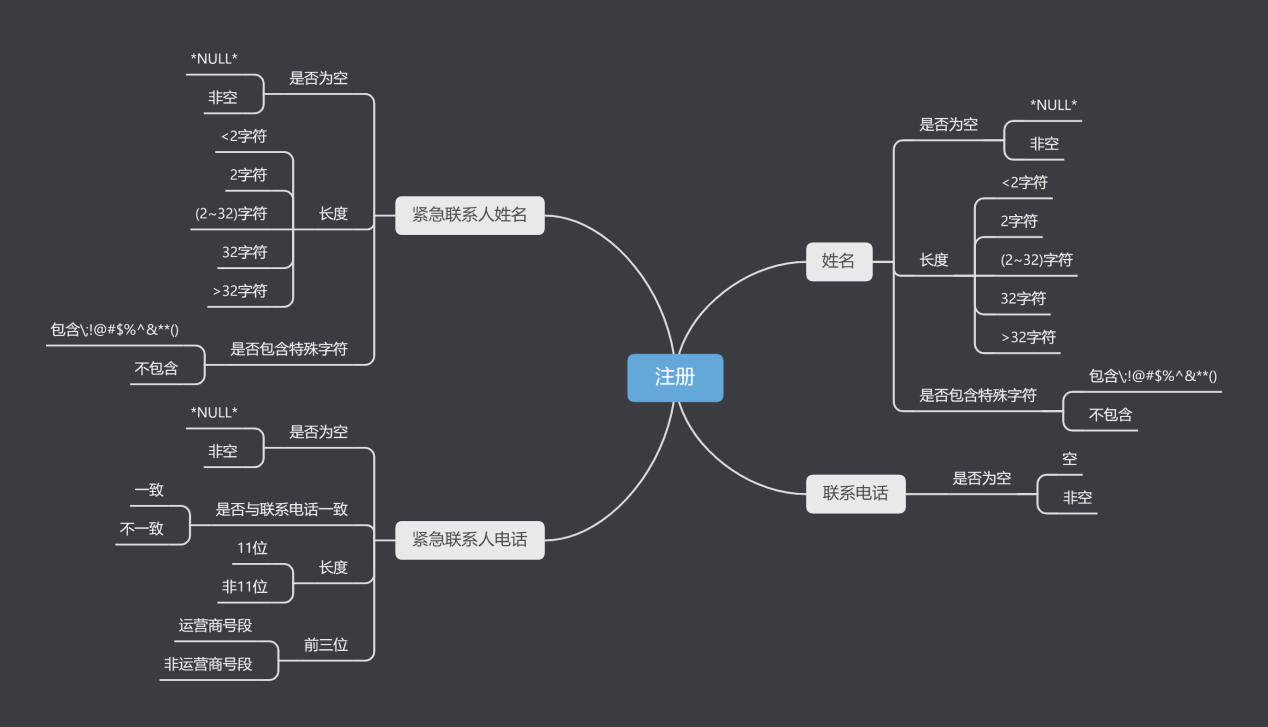 注册
姓名
是否为空
*NULL*
非空
长度
<2字符
2字符
(2~32)字符
32字符
>32字符
是否包含特殊字符
包含\;!@#$%^&**()
不包含
联系电话
是否为空
空
非空
紧急联系人姓名
是否为空
*NULL*
非空
长度
<2字符
2字符
(2~32)字符
32字符
>32字符
是否包含特殊字符
包含\;!@#$%^&**()
不包含
紧急联系人电话
是否为空
*NULL*
非空
是否与联系电话一致
一致
不一致
长度
11位
非11位
前三位
运营商号段
非运营商号段